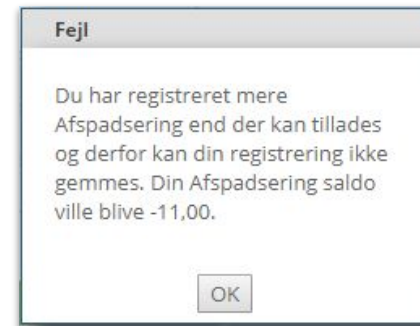 Fejl
Du har registreret mere
Afspadsering end der kan tillades
og derfor kan din registrering ikke
gemmes. Din Afspadsering saldo
ville blive -11,00.
OK